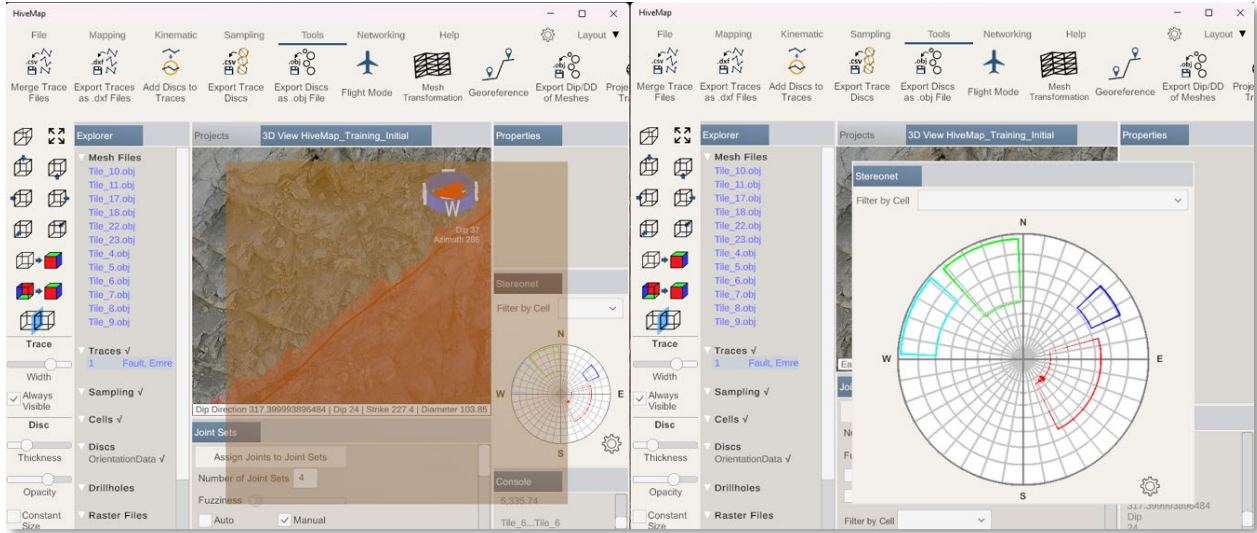 HiveMap
File Mapping Kinematic Sampling Tools Networking Help Layout ▼
Merge Trace Files
Export Traces as .dxf Files
Add Discs to Traces
Export Trace Discs
Export Discs as .obj File
Flight Mode
Mesh Transformation
Georeference
Export Dip/DD of Meshes
Explorer
Mesh Files
Tile_10.obj
Tile_11.obj
Tile_17.obj
Tile_18.obj
Tile_22.obj
Tile_23.obj
Tile_4.obj
Tile_5.obj
Tile_6.obj
Tile_7.obj
Tile_8.obj
Tile_9.obj
Traces √
1 Fault, Emre
Sampling √
Cells √
Discs
OrientationData √
Drillholes
Raster Files
Trace
Width
Always Visible
Disc
Thickness
Opacity
Constant Size
Projects
3D View HiveMap_Training_Initial
W
Dip 37
Azimuth 266
Dip Direction 317.399993896484 | Dip 24 | Strike 227.4 | Diameter 103.85
Joint Sets
Assign Joints to Joint Sets
Number of Joint Sets 4
Fuzziness
Auto
Manual
Properties
Stereonet
Filter by Cell
N
W
E
S
Console
5,335.74
Tile_6...Tile_6
HiveMap
File Mapping Kinematic Sampling Tools Networking Help Layout ▼
Merge Trace Files
Export Traces as .dxf Files
Add Discs to Traces
Export Trace Discs
Export Discs as .obj File
Flight Mode
Mesh Transformation
Georeference
Export Dip/DD of Meshes
Explorer
Mesh Files
Tile_10.obj
Tile_11.obj
Tile_17.obj
Tile_18.obj
Tile_22.obj
Tile_23.obj
Tile_4.obj
Tile_5.obj
Tile_6.obj
Tile_7.obj
Tile_8.obj
Tile_9.obj
Traces √
1 Fault, Emre
Sampling √
Cells √
Discs
OrientationData √
Drillholes
Raster Files
Trace
Width
Always Visible
Disc
Thickness
Opacity
Constant Size
Projects
3D View HiveMap_Training_Initial
Properties
Stereonet
Filter by Cell
N
W
E
S
Filter by Cell
317.399993896484
Dip
24